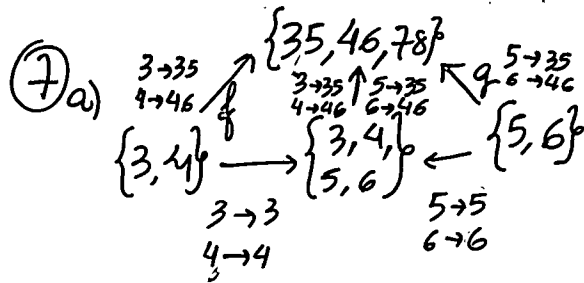 {35, 46, 78}
7 a)
3→35
4→46
f
3→35 5→35
4→46 6→46
g
5→35
6→46
{3, 4} → {3, 4, 5, 6} ← {5, 6}
3→3
4→4
5→5
6→6